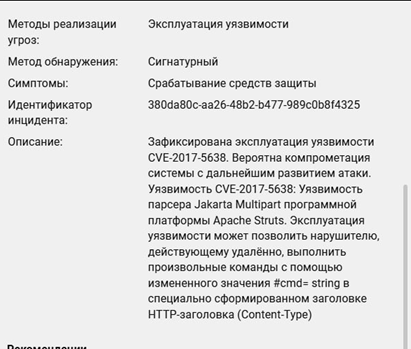 Методы реализации Эксплуатация уязвимости
угроз:
Метод обнаружения: Сигнатурный
Симптомы: Срабатывание средств защиты
Идентификатор 380da80c-aa26-48b2-b477-989c0b8f4325
инцидента:
Описание: Зафиксирована эксплуатация уязвимости
CVE-2017-5638. Вероятна компрометация
системы с дальнейшим развитием атаки.
Уязвимость CVE-2017-5638: Уязвимость
парсера Jakarta Multipart программной
платформы Apache Struts. Эксплуатация
уязвимости может позволить нарушителю,
действующему удалённо, выполнить
произвольные команды с помощью
измененного значения #cmd= string в
специально сформированном заголовке
HTTP-заголовка (Content-Type)
Рекомендации